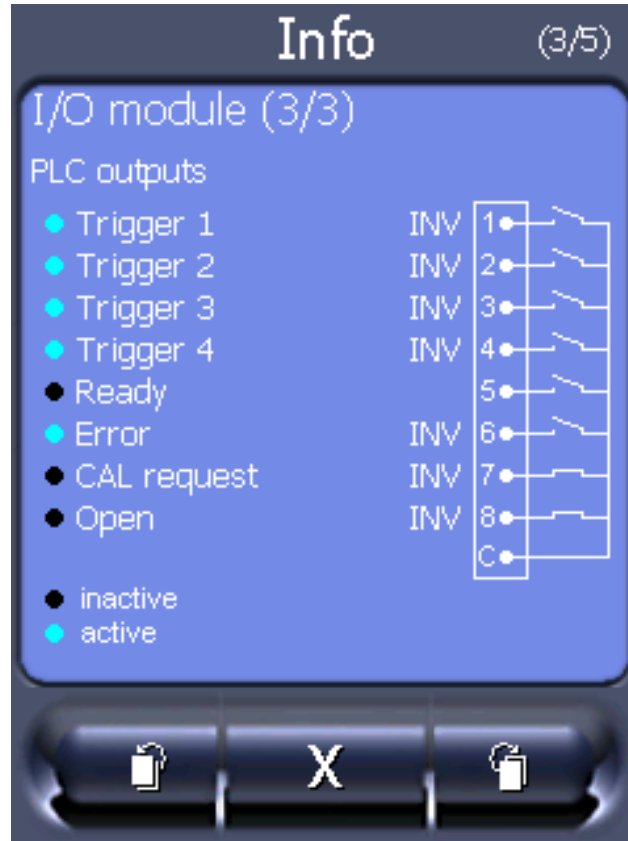 Info (3/5)
I/O module (3/3)
PLC outputs
Trigger 1 INV 1
Trigger 2 INV 2
Trigger 3 INV 3
Trigger 4 INV 4
Ready 5
Error INV 6
CAL request INV 7
Open INV 8
C
inactive
active
X